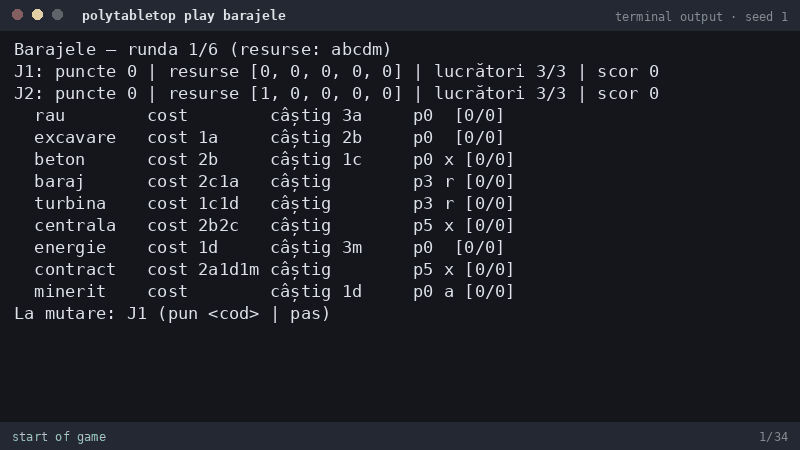 polytabletop play barajele
terminal output · seed 1
Barajele — runda 1/6 (resurse: abcdm)
J1: puncte 0 | resurse [0, 0, 0, 0, 0] | lucrători 3/3 | scor 0
J2: puncte 0 | resurse [1, 0, 0, 0, 0] | lucrători 3/3 | scor 0
rau cost câștig 3a p0 [0/0]
excavare cost 1a câștig 2b p0 [0/0]
beton cost 2b câștig 1c p0 x [0/0]
baraj cost 2c1a câștig p3 r [0/0]
turbina cost 1c1d câștig p3 r [0/0]
centrala cost 2b2c câștig p5 x [0/0]
energie cost 1d câștig 3m p0 [0/0]
contract cost 2a1d1m câștig p5 x [0/0]
minerit cost câștig 1d p0 a [0/0]
La mutare: J1 (pun <cod> | pas)
start of game
1/34